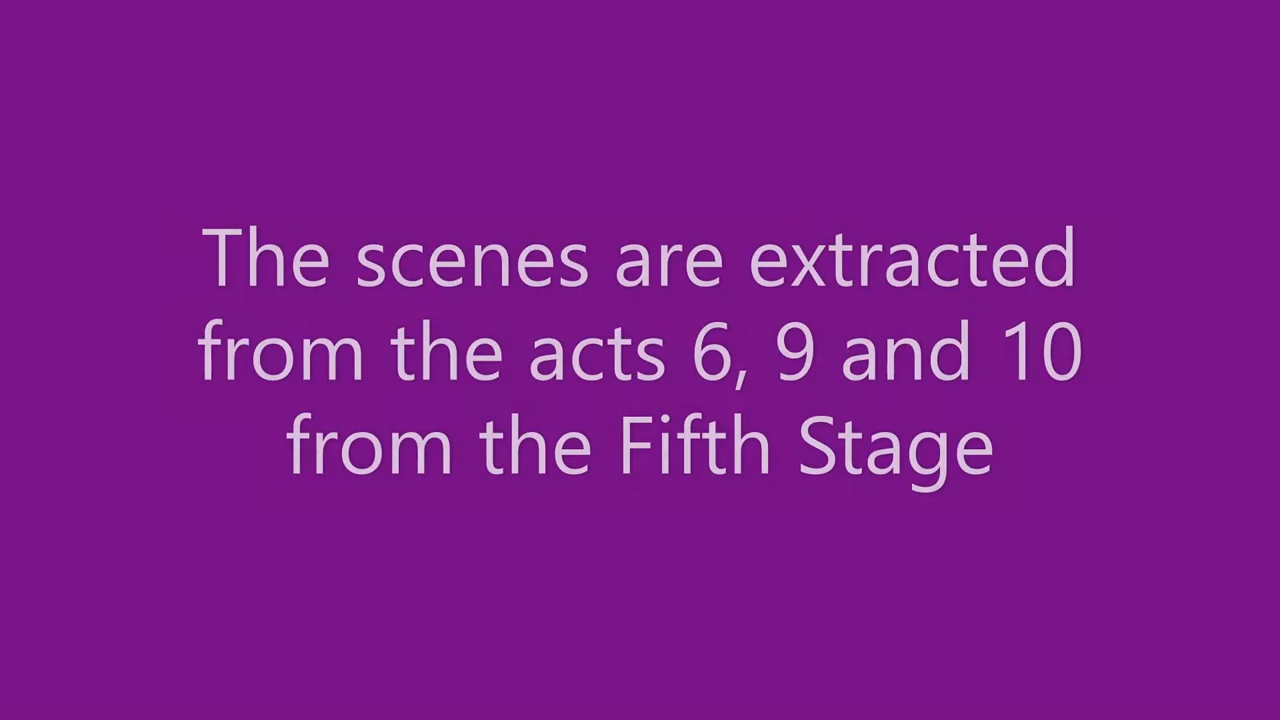 The scenes are extracted
from the acts 6, 9 and 10
from the Fifth Stage